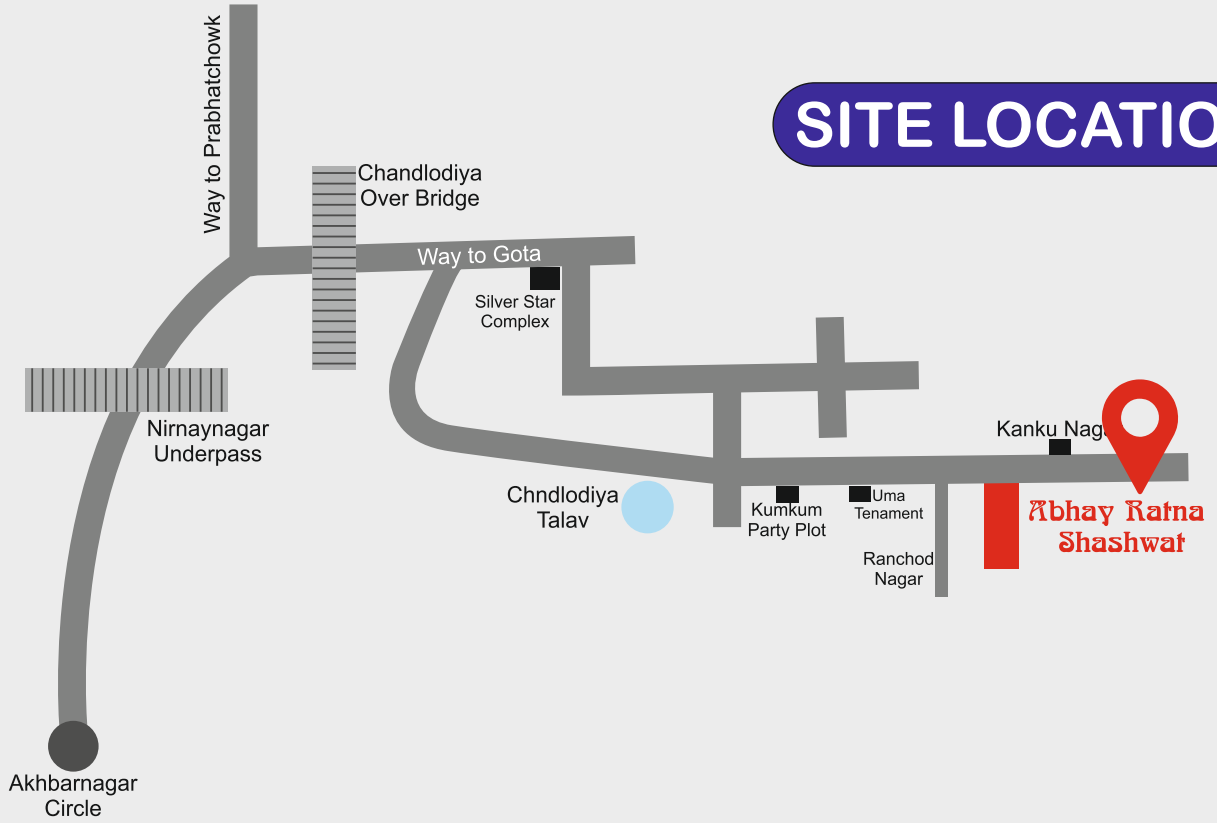 Way to Prabhatchowk
SITE LOCATIO
Chandlodiya
Over Bridge
Way to Gota
Silver Star
Complex
Nirnaynagar
Underpass
Kanku Nag
Chndlodiya
Talav
Kumkum
Party Plot
Uma
Tenament
Abhay Ratna
Shashwat
Ranchod
Nagar
Akhbarnagar
Circle